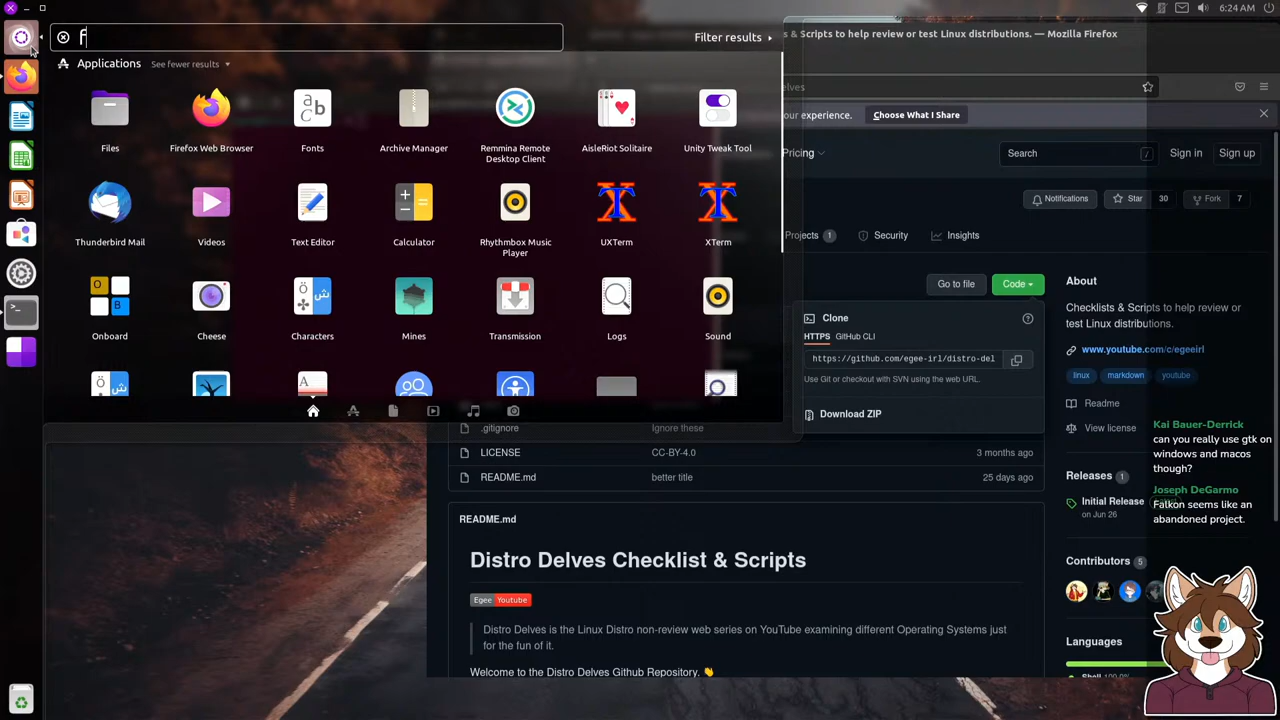 6:24 AM
f
Filter results
s & Scripts to help review or test Linux distributions. — Mozilla Firefox
Applications
See fewer results
elves
our experience.
Choose What I Share
Files
Firefox Web Browser
Fonts
Archive Manager
Remmina Remote
Desktop Client
AisleRiot Solitaire
Unity Tweak Tool
Pricing
Search
/
Sign in
Sign up
Notifications
Star
30
Fork
7
Thunderbird Mail
Videos
Text Editor
Calculator
Rhythmbox Music
Player
UXTerm
XTerm
Projects
1
Security
Insights
Go to file
Code
About
Checklists & Scripts to help review or
test Linux distributions.
Clone
HTTPS
GitHub CLI
https://github.com/egee-irl/distro-del
Use Git or checkout with SVN using the web URL.
www.youtube.com/c/egeeirl
linux
markdown
youtube
Onboard
Cheese
Characters
Mines
Transmission
Logs
Sound
Download ZIP
Readme
View license
.gitignore
Ignore these
LICENSE
CC-BY-4.0
3 months ago
README.md
better title
25 days ago
Kai Bauer-Derrick
can you really use gtk on
windows and macos
though?
Joseph DeGarmo
Falkon seems like an
abandoned project.
Releases
1
Initial Release
on Jun 26
README.md
Distro Delves Checklist & Scripts
Egee Youtube
Distro Delves is the Linux Distro non-review web series on YouTube examining different Operating Systems just
for the fun of it.
Welcome to the Distro Delves Github Repository. 👋
Contributors
5
Languages